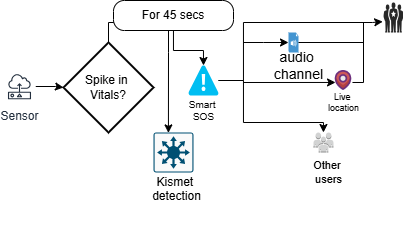 For 45 secs
Spike in
Vitals?
Sensor
Smart
SOS
audio
channel
Live
location
Kismet
detection
Other
users